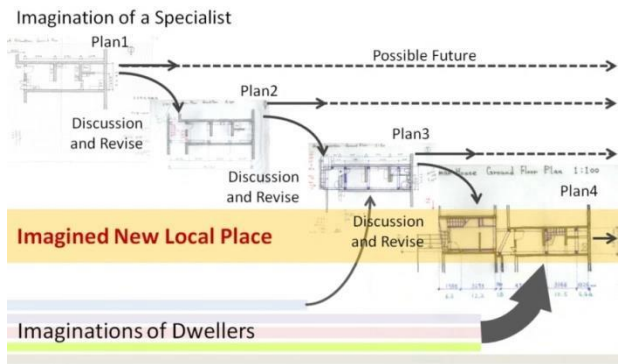 Imagination of a Specialist
Plan1
Possible Future
Plan2
Discussion
and Revise
Plan3
Discussion
and Revise
Ground Floor Plan 1:100
Plan4
Imagined New Local Place
Discussion
and Revise
Imaginations of Dwellers